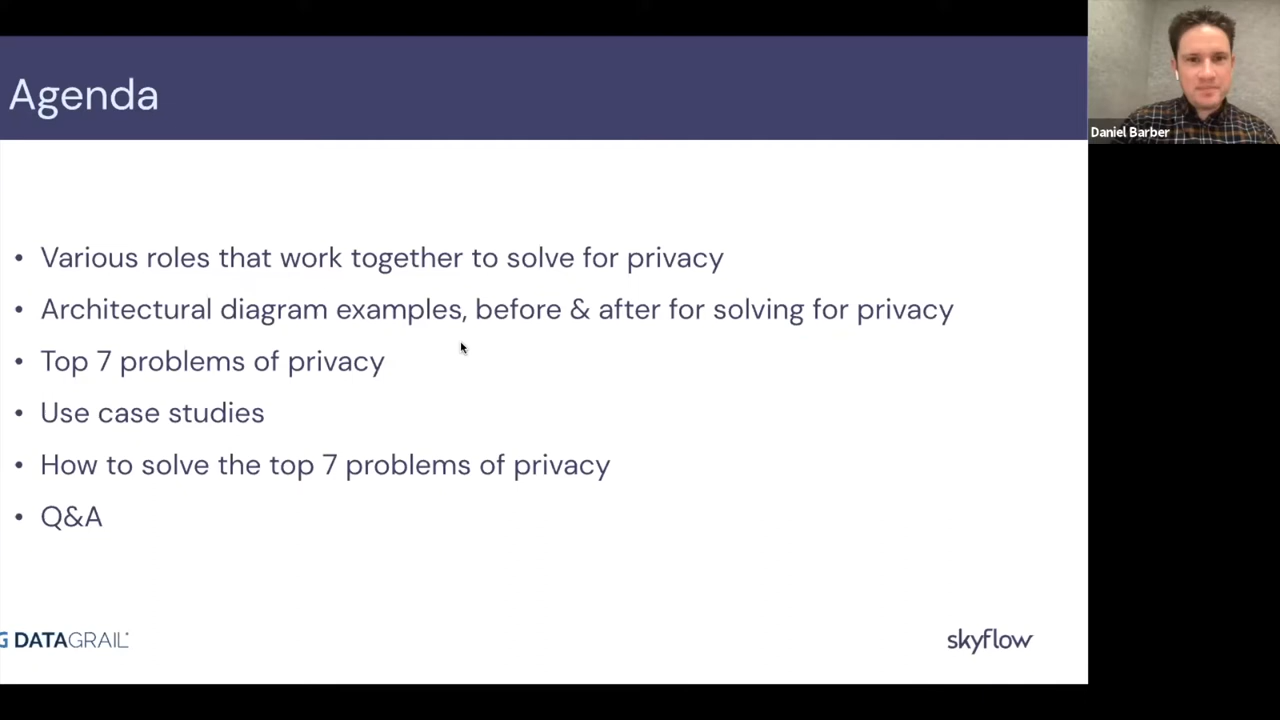 Agenda
Daniel Barber
• Various roles that work together to solve for privacy
• Architectural diagram examples, before & after for solving for privacy
• Top 7 problems of privacy
• Use case studies
• How to solve the top 7 problems of privacy
• Q&A
G DATAGRAIL
skyflow